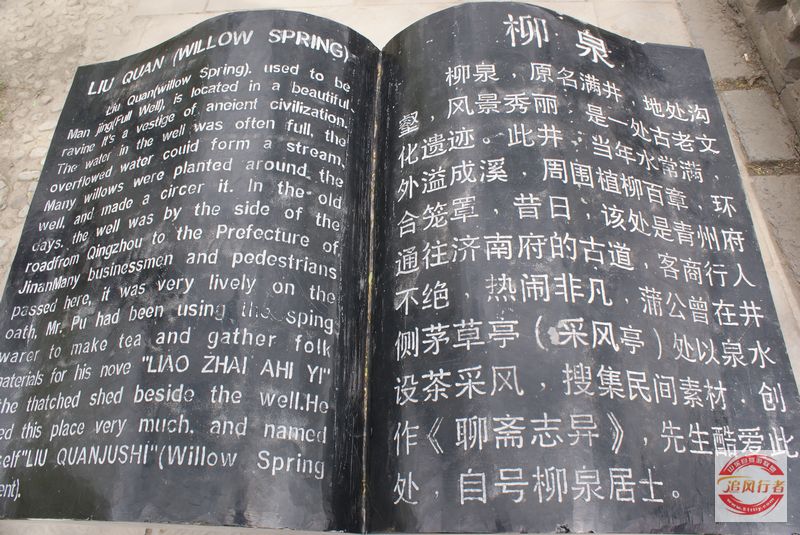 LIU QUAN (WILLOW SPRING)
Liu Quan(willow Spring), used to be
Man jing(Full Well), is located in a beautiful
ravine it's a vestige of ancient civilization.
The water in the well was often full, the
overflowed water could form a stream,
Many willows were planted around the
well, and made a circer it. In the old
days, the well was by the side of the
roadfrom Qingzhou to the Prefecture of
JinanMany businessmen and pedestrians
passed here, it was very lively on the
oath, Mr. Pu had been using the sping
warer to make tea and gather folk
materials for his nove "LIAO ZHAI AHI YI"
the thatched shed beside the well.He
ed this place very much, and named
self"LIU QUANJUSHI"(Willow Spring
ent).
柳泉
柳泉，原名满井，地处沟
壑，风景秀丽，是一处古老文
化遗迹。此井，当年水常满，
外溢成溪，周围植柳百章，环
合笼罩，昔日，该处是青州府
通往济南府的古道，客商行人
不绝，热闹非凡，蒲公曾在井
侧茅草亭（采风亭）处以泉水
设茶采风，搜集民间素材，创
作《聊斋志异》，先生酷爱此
处，自号柳泉居士。
追风行者